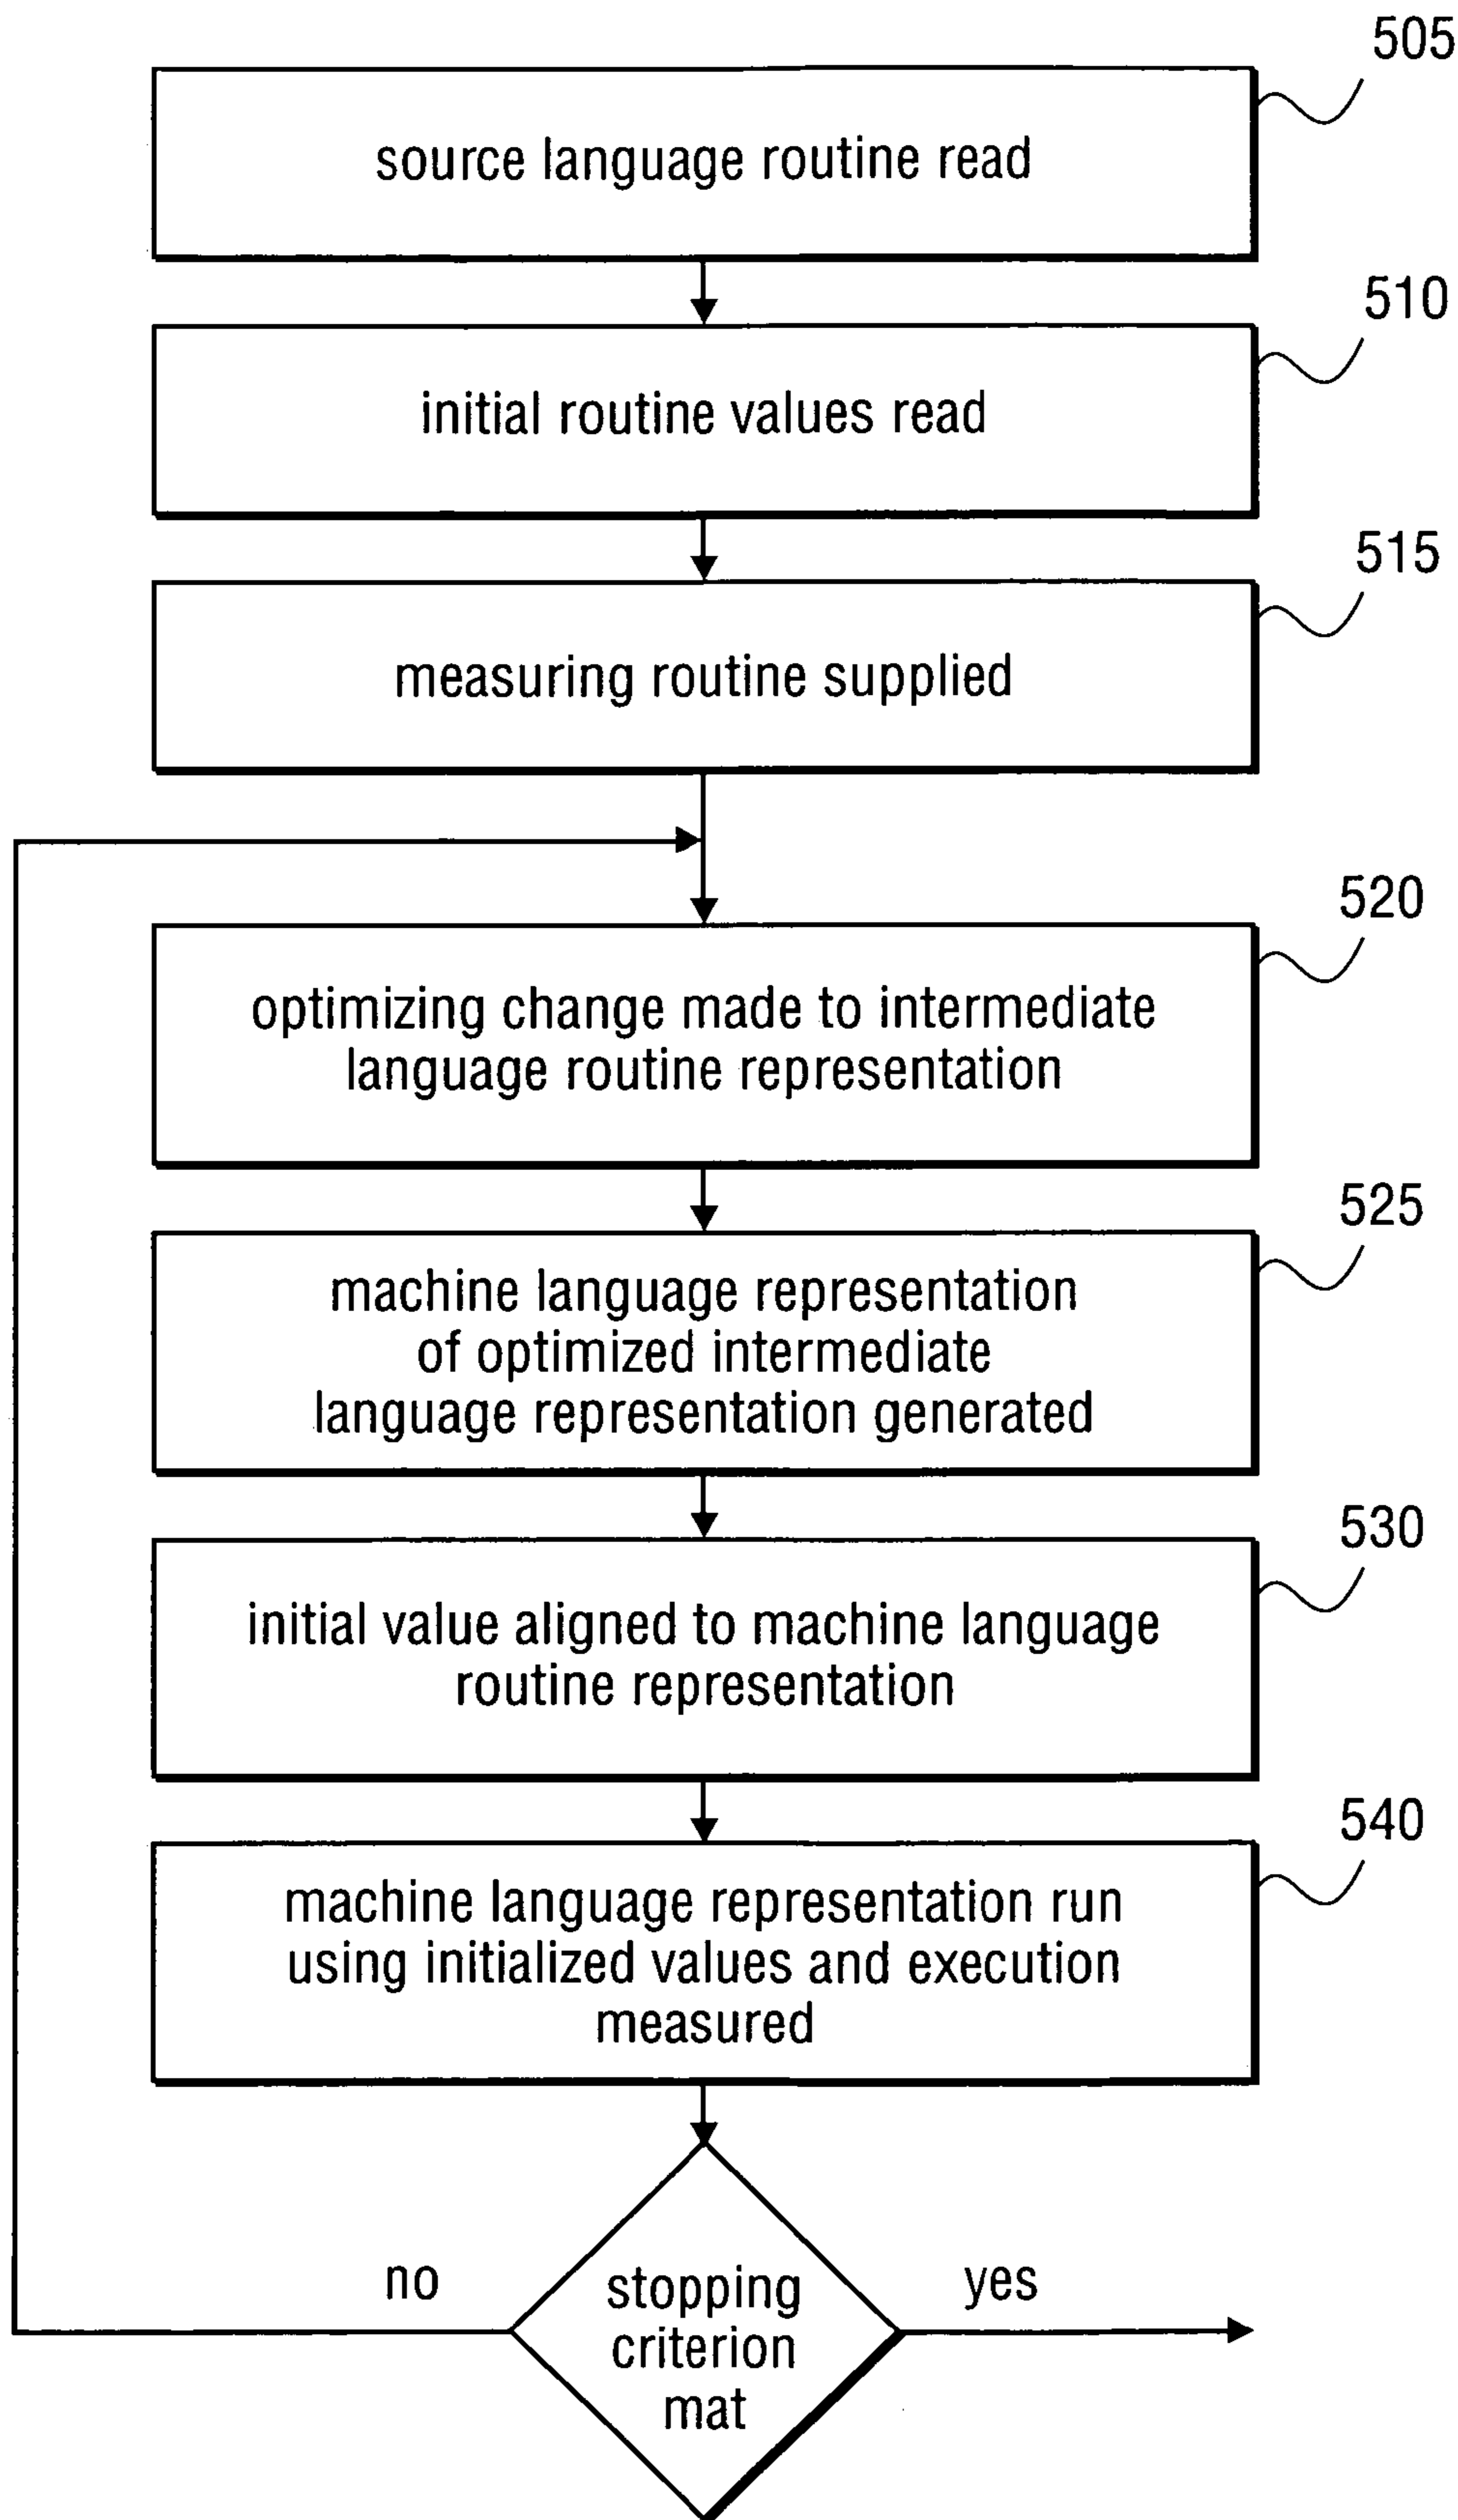 505
source language routine read
510
initial routine values read
515
measuring routine supplied
520
optimizing change made to intermediate
language routine representation
525
machine language representation
of optimized intermediate
language representation generated
530
initial value aligned to machine language
routine representation
540
machine language representation run
using initialized values and execution
measured
no
yes
stopping
criterion
mat